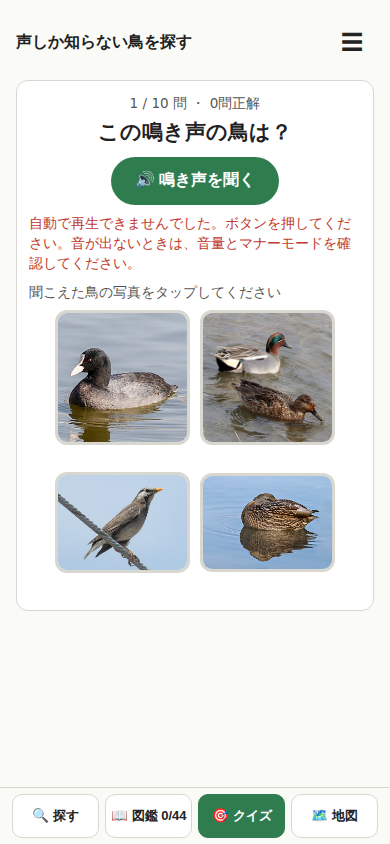 声しか知らない鳥を探す
1 / 10 問 ・ 0問正解
この鳴き声の鳥は？
🔊 鳴き声を聞く
自動で再生できませんでした。ボタンを押してくだ
さい。音が出ないときは、音量とマナーモードを確
認してください。
聞こえた鳥の写真をタップしてください
🔍 探す
📖 図鑑 0/44
🎯 クイズ
🗺️ 地図